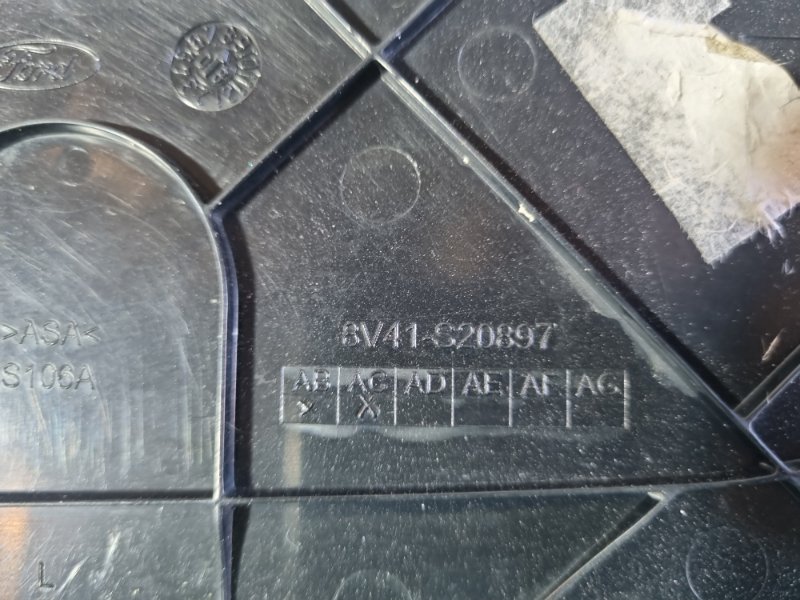 Ford
8V41-S20897
>ASA<
S106A
AB AC AD AE AF AG
X X
L